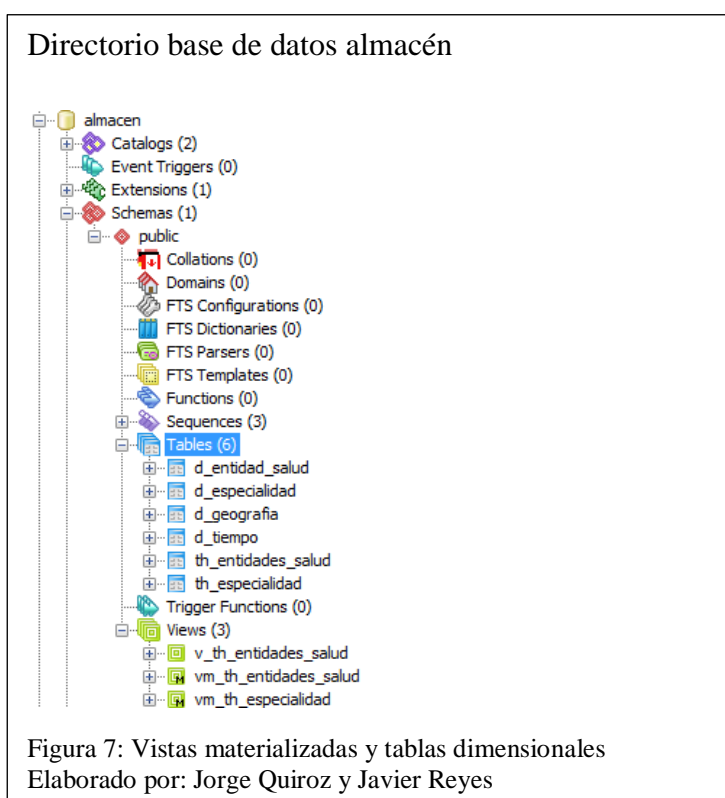 Directorio base de datos almacén
almacen
Catalogs (2)
Event Triggers (0)
Extensions (1)
Schemas (1)
public
Collations (0)
Domains (0)
FTS Configurations (0)
FTS Dictionaries (0)
FTS Parsers (0)
FTS Templates (0)
Functions (0)
Sequences (3)
Tables (6)
d_entidad_salud
d_especialidad
d_geografia
d_tiempo
th_entidades_salud
th_especialidad
Trigger Functions (0)
Views (3)
v_th_entidades_salud
vm_th_entidades_salud
vm_th_especialidad
Figura 7: Vistas materializadas y tablas dimensionales
Elaborado por: Jorge Quiroz y Javier Reyes